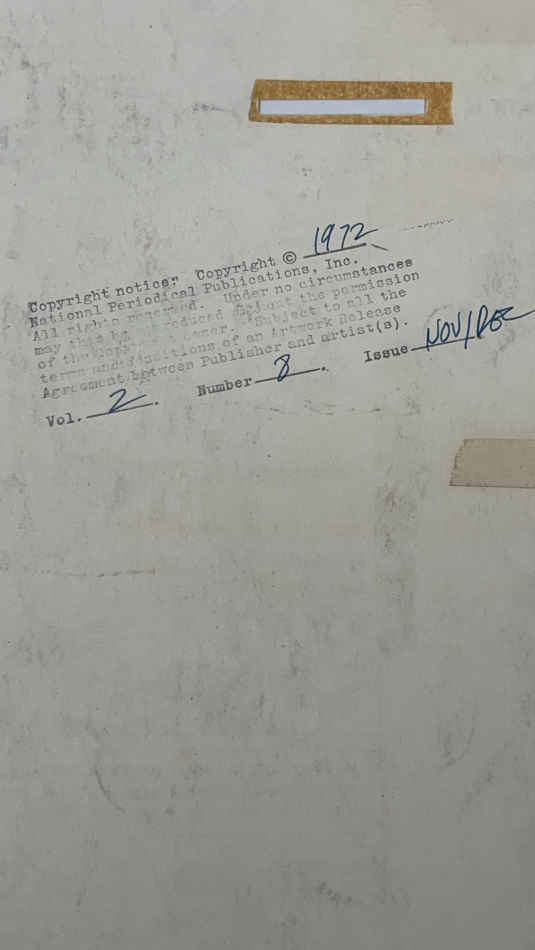 Copyright notice: Copyright © 1972
National Periodical Publications, Inc.
All rights reserved. Under no circumstances
may this be reduced without the permission
of the Copyright owner. Subject to all the
terms and conditions of an Artwork Release
Agreement between Publisher and artist(s).
Vol. 2. Number 8. Issue NOV/DEC